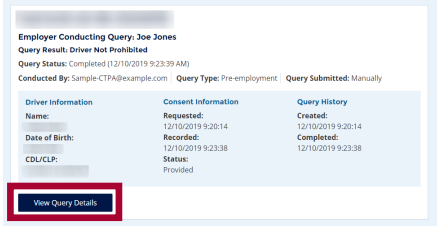 Employer Conducting Query: Joe Jones
Query Result: Driver Not Prohibited
Query Status: Completed (12/10/2019 9:23:39 AM)
Conducted By: Sample-CTPA@example.com | Query Type: Pre-employment | Query Submitted: Manually
Driver Information
Name:
Date of Birth:
CDL/CLP:
Consent Information
Requested:
12/10/2019 9:20:14
Recorded:
12/10/2019 9:23:38
Status:
Provided
Query History
Created:
12/10/2019 9:20:14
Completed:
12/10/2019 9:23:38
View Query Details